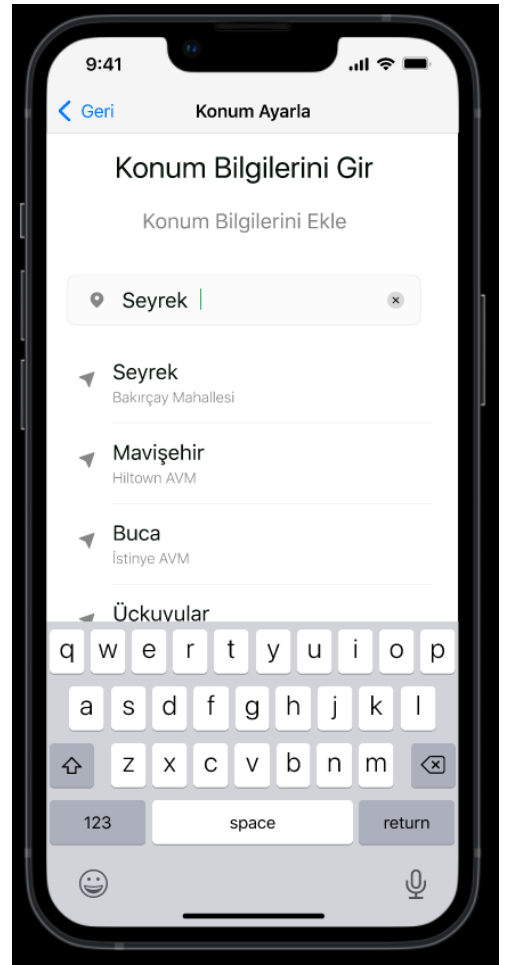 9:41
Geri
Konum Ayarla
Konum Bilgilerini Gir
Konum Bilgilerini Ekle
Seyrek
Seyrek
Bakırçay Mahallesi
Mavişehir
Hiltown AVM
Buca
İstinye AVM
Üçkuyular
q w e r t y u i o p
a s d f g h j k l
z x c v b n m
123 space return